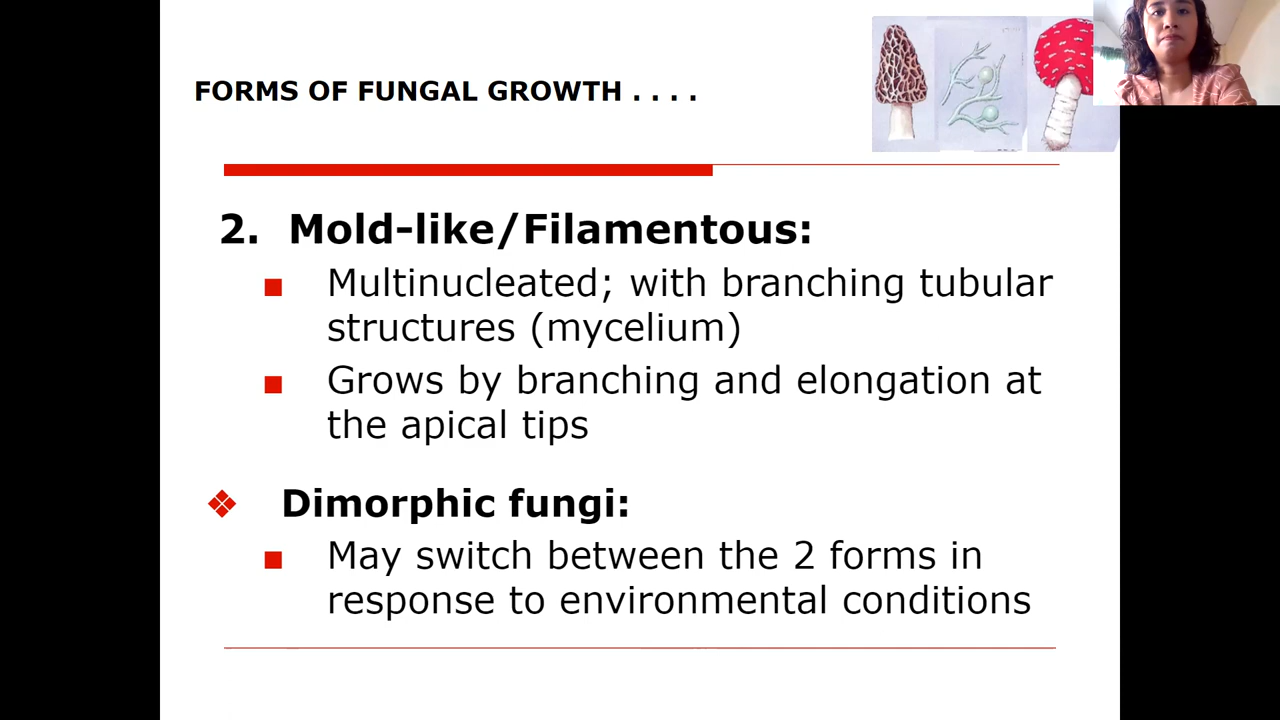 FORMS OF FUNGAL GROWTH . . . .
2. Mold-like/Filamentous:
Multinucleated; with branching tubular
structures (mycelium)
Grows by branching and elongation at
the apical tips
Dimorphic fungi:
May switch between the 2 forms in
response to environmental conditions